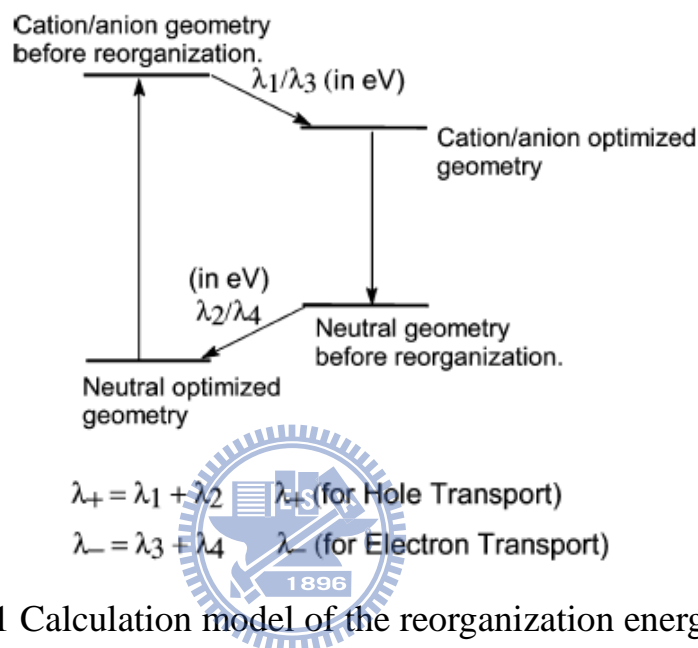 Cation/anion geometry
before reorganization.
λ1/λ3 (in eV)
Cation/anion optimized
geometry
(in eV)
λ2/λ4
Neutral geometry
before reorganization.
Neutral optimized
geometry
λ+ = λ1 + λ2 λ+ (for Hole Transport)
λ– = λ3 + λ4 λ– (for Electron Transport)
1896
1 Calculation model of the reorganization energ